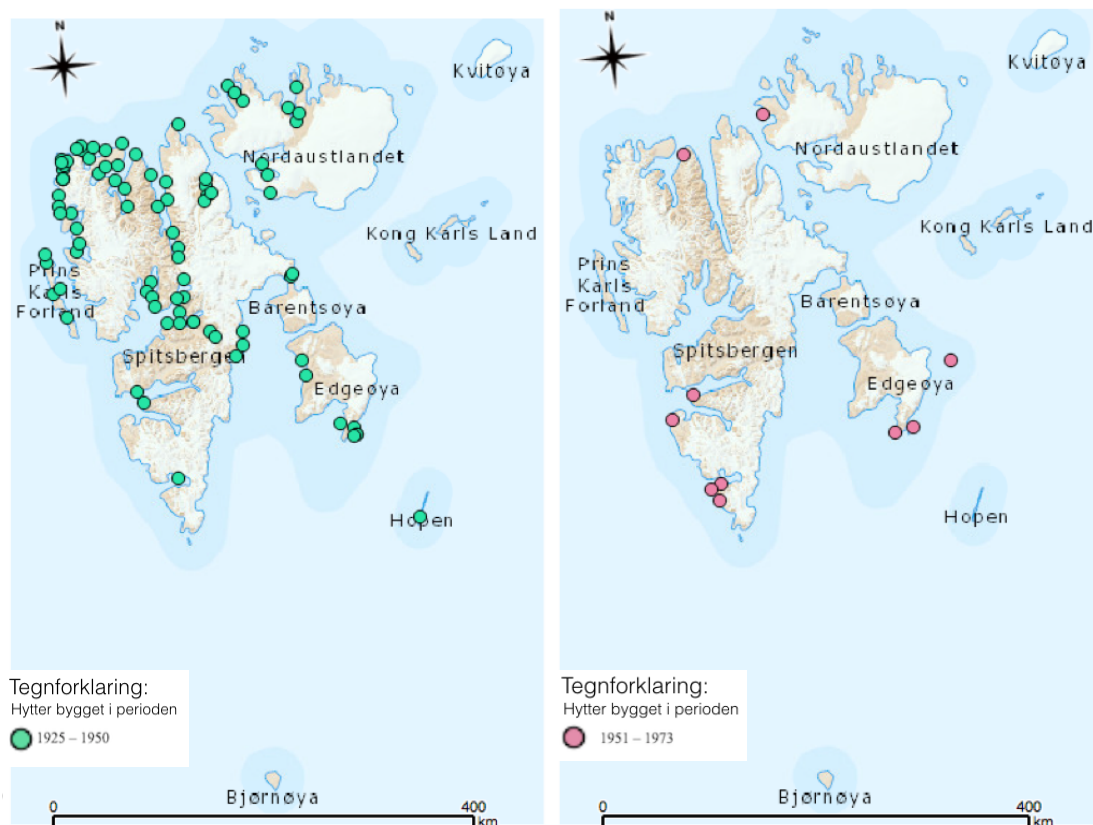 N
Kvitøya
Nordaustlandet
Kong Karls Land
Prins
Karls
Forland
Barentsøya
Spitsbergen
Edgeøya
Hopen
Tegnforklaring:
Hytter bygget i perioden
1925 – 1950
Bjørnøya
0
400
km
N
Kvitøya
Nordaustlandet
Kong Karls Land
Prins
Karls
Forland
Barentsøya
Spitsbergen
Edgeøya
Hopen
Tegnforklaring:
Hytter bygget i perioden
1951 – 1973
Bjørnøya
0
400
km